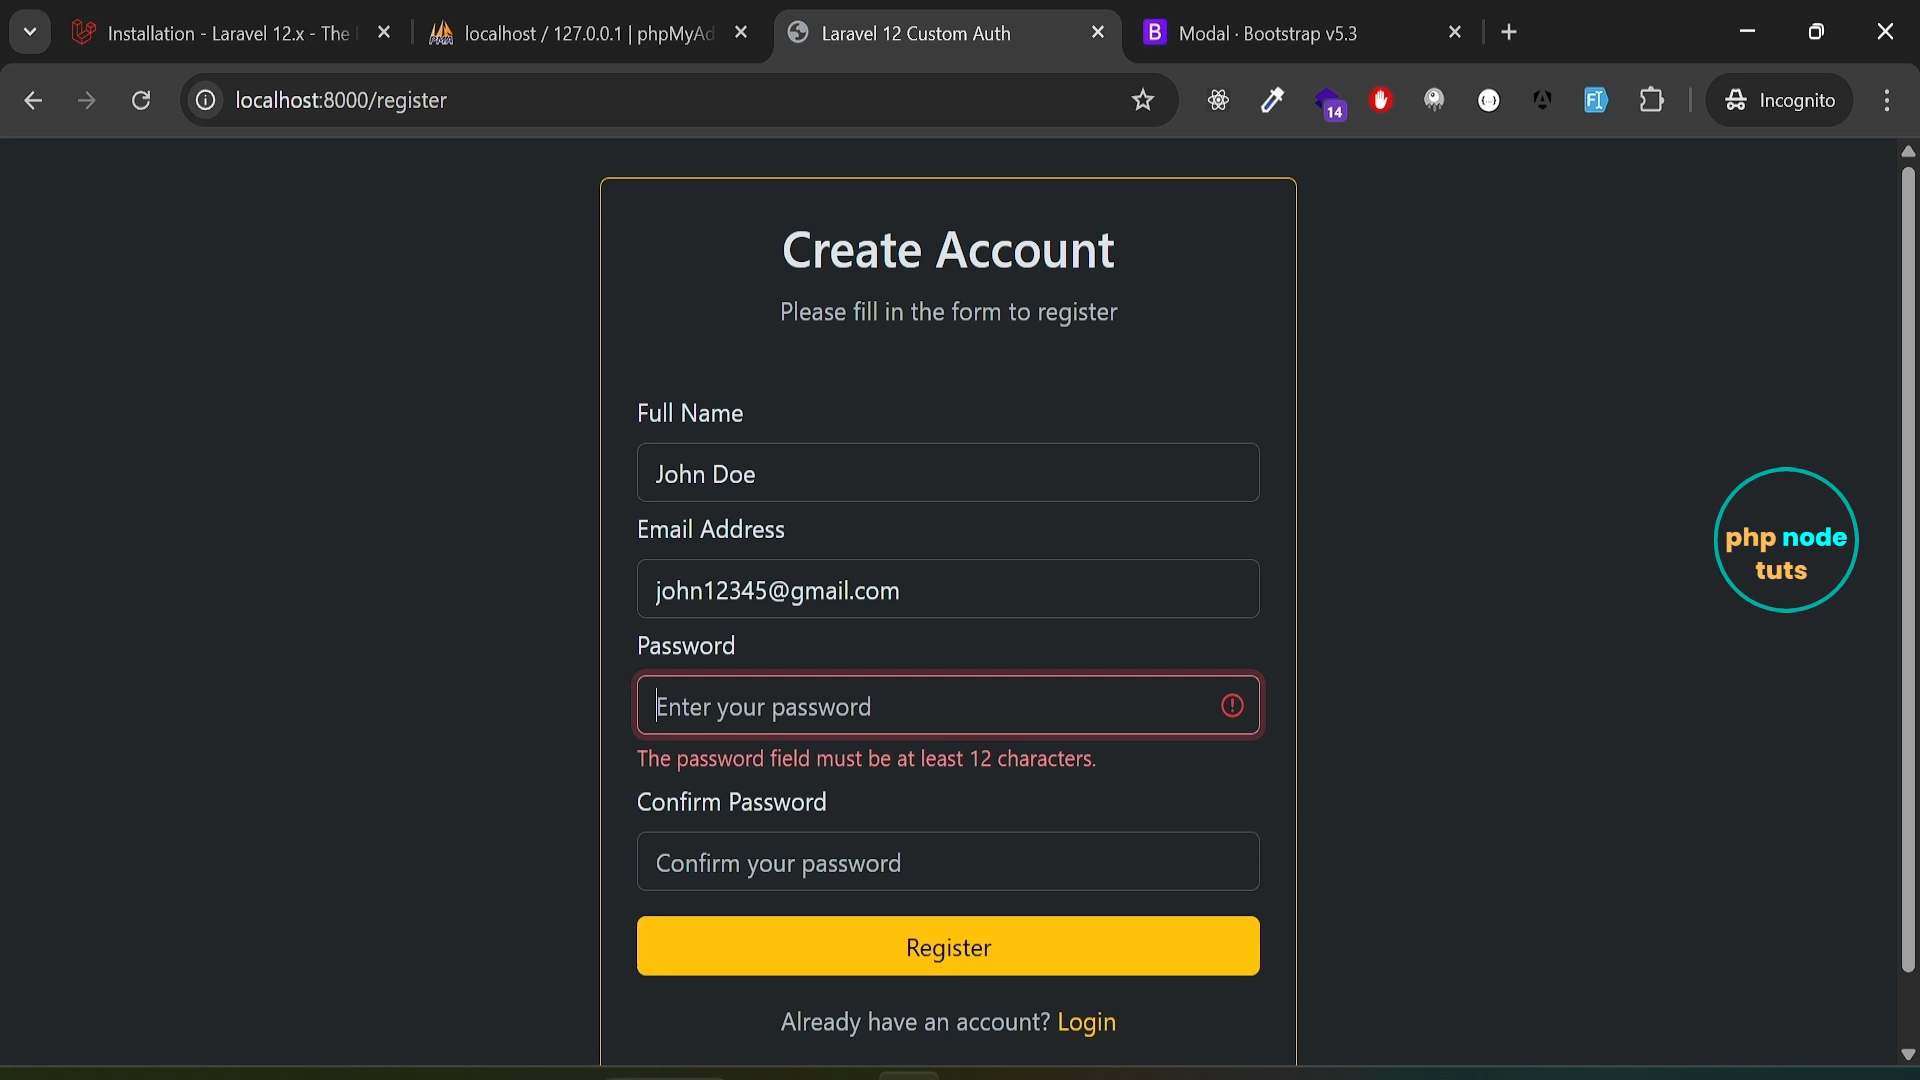 Installation - Laravel 12.x - The
localhost / 127.0.0.1 | phpMyAd
Laravel 12 Custom Auth
B
Modal · Bootstrap v5.3
localhost:8000/register
14
Incognito
Create Account
Please fill in the form to register
Full Name
John Doe
Email Address
john12345@gmail.com
Password
Enter your password
The password field must be at least 12 characters.
Confirm Password
Confirm your password
Register
Already have an account? Login
php node
tuts